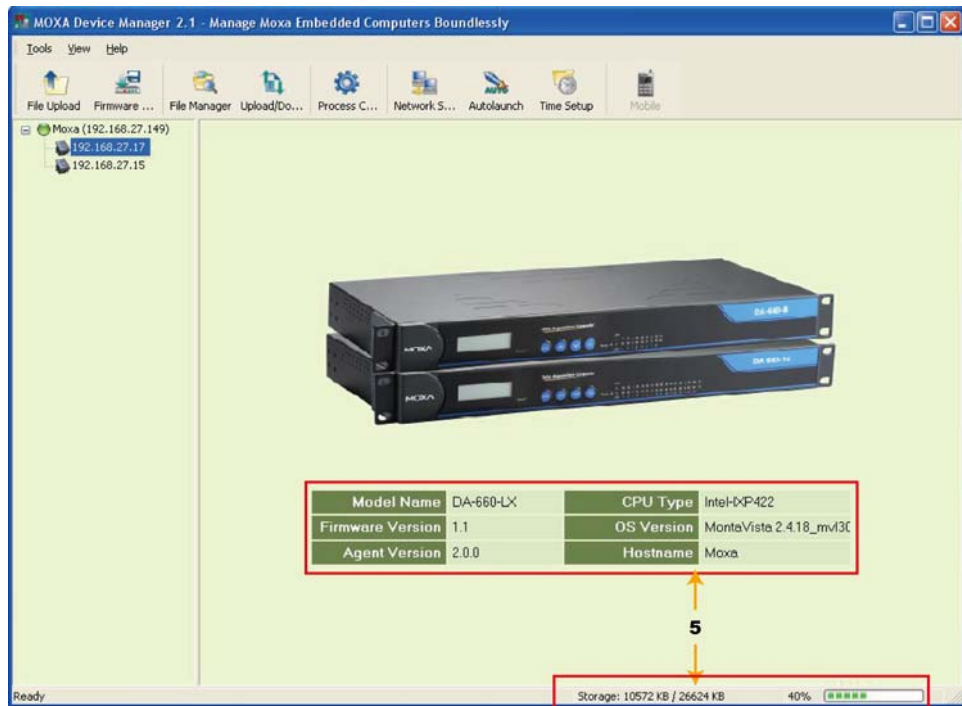 MOXA Device Manager 2.1 - Manage Moxa Embedded Computers Boundlessly
Tools View Help
File Upload Firmware ... File Manager Upload/Do... Process C... Network S... Autolaunch Time Setup Mobile
Moxa (192.168.27.149)
192.168.27.17
192.168.27.15
MOXA
MOXA
Model Name DA-660-LX CPU Type Intel-IXP422
Firmware Version 1.1 OS Version MontaVista 2.4.18_mvl30
Agent Version 2.0.0 Hostname Moxa
5
Ready Storage: 10572 KB / 26624 KB 40%